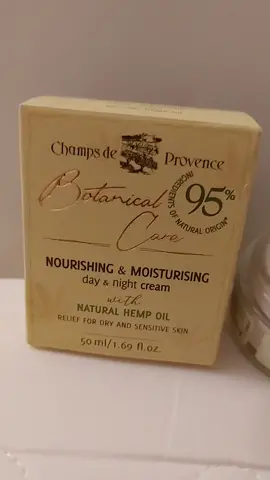 Champs de Provence
Botanical
Care
95%
INGREDIENTS OF NATURAL ORIGIN*
NOURISHING & MOISTURISING
day & night cream
with
NATURAL HEMP OIL
RELIEF FOR DRY AND SENSITIVE SKIN
50 ml/1.69 fl.oz.